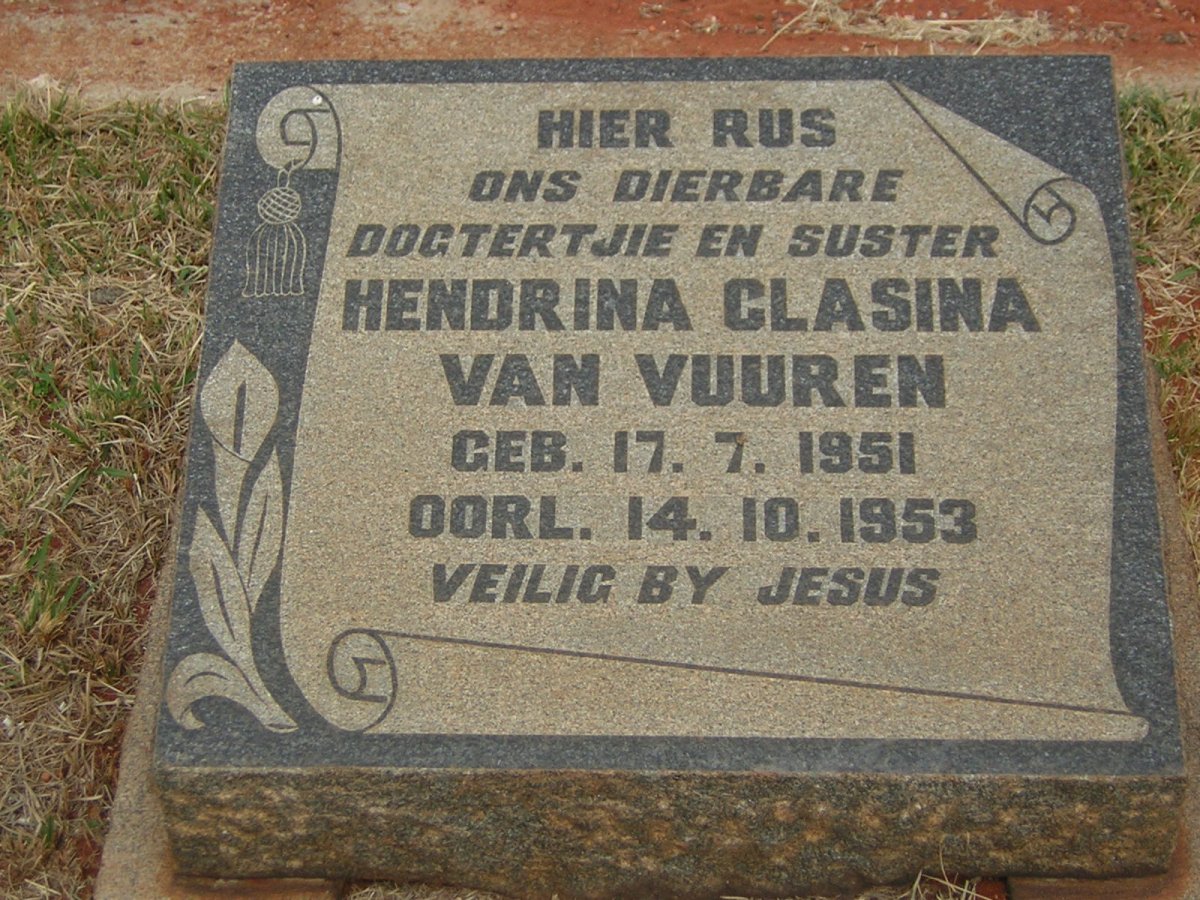 HIER RUS
ONS DIERBARE
DOGTERTJIE EN SUSTER
HENDRINA CLASINA
VAN VUUREN
GEB. 17. 7. 1951
OORL. 14. 10. 1953
VEILIG BY JESUS